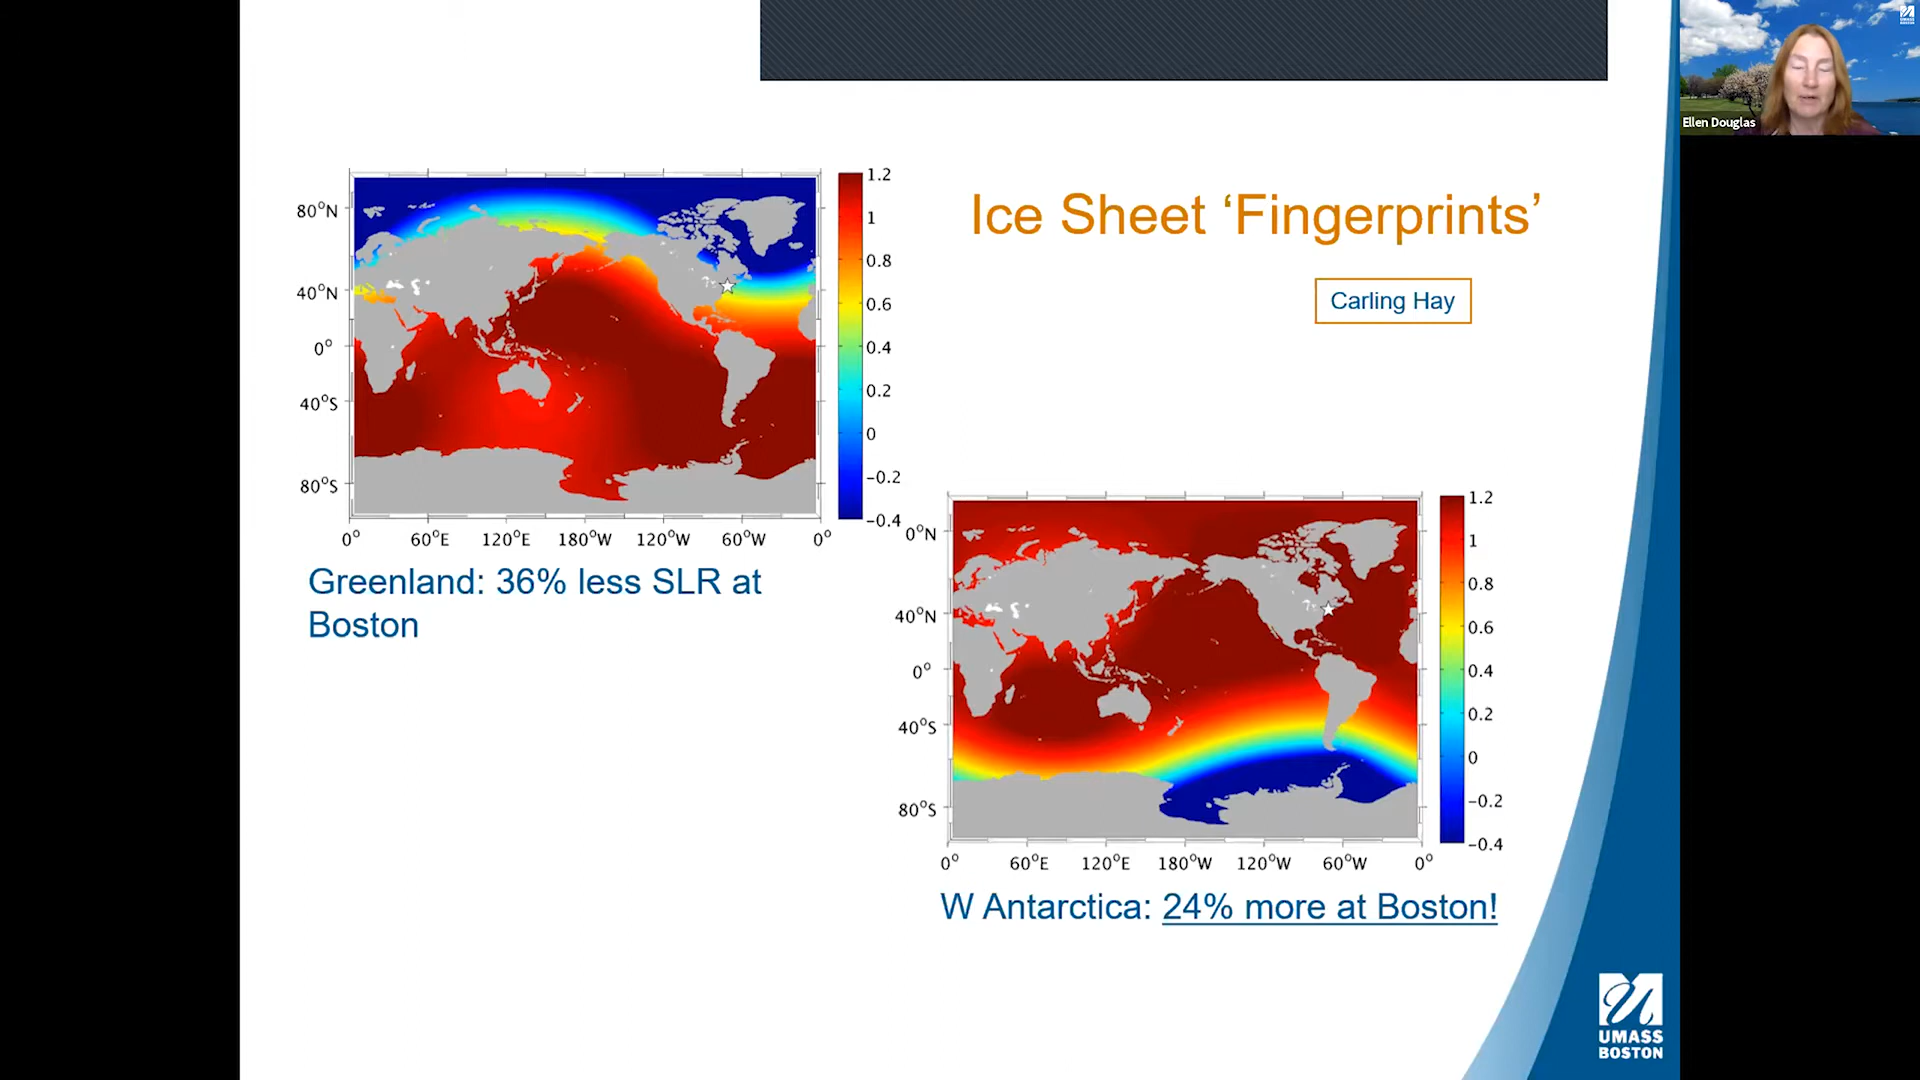 UMASS
BOSTON
Ellen Douglas
Ice Sheet ‘Fingerprints’
Carling Hay
80°N
40°N
0°
40°S
80°S
0°
60°E
120°E
180°W
120°W
60°W
0°
1.2
1
0.8
0.6
0.4
0.2
0
−0.2
−0.4
Greenland: 36% less SLR at
Boston
0°N
40°N
0°
40°S
80°S
0°
60°E
120°E
180°W
120°W
60°W
0°
1.2
1
0.8
0.6
0.4
0.2
0
−0.2
−0.4
W Antarctica: 24% more at Boston!
UMASS
BOSTON